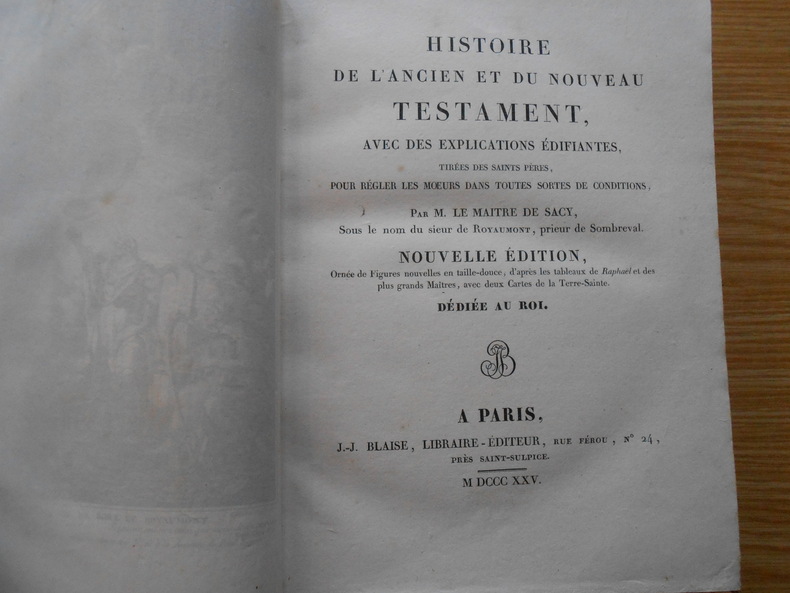 HISTOIRE
DE L'ANCIEN ET DU NOUVEAU
TESTAMENT,
AVEC DES EXPLICATIONS ÉDIFIANTES,
TIRÉES DES SAINTS PÈRES,
POUR RÉGLER LES MŒURS DANS TOUTES SORTES DE CONDITIONS,
PAR M. LE MAITRE DE SACY,
Sous le nom du sieur de ROYAUMONT, prieur de Sombreval.
NOUVELLE ÉDITION,
Ornée de Figures nouvelles en taille-douce, d'après les tableaux de Raphaël et des
plus grands Maîtres, avec deux Cartes de la Terre-Sainte.
DÉDIÉE AU ROI.
A PARIS,
J.-J. BLAISE, LIBRAIRE-ÉDITEUR, RUE FÉROU, N° 24,
PRÈS SAINT-SULPICE.
M DCCC XXV.